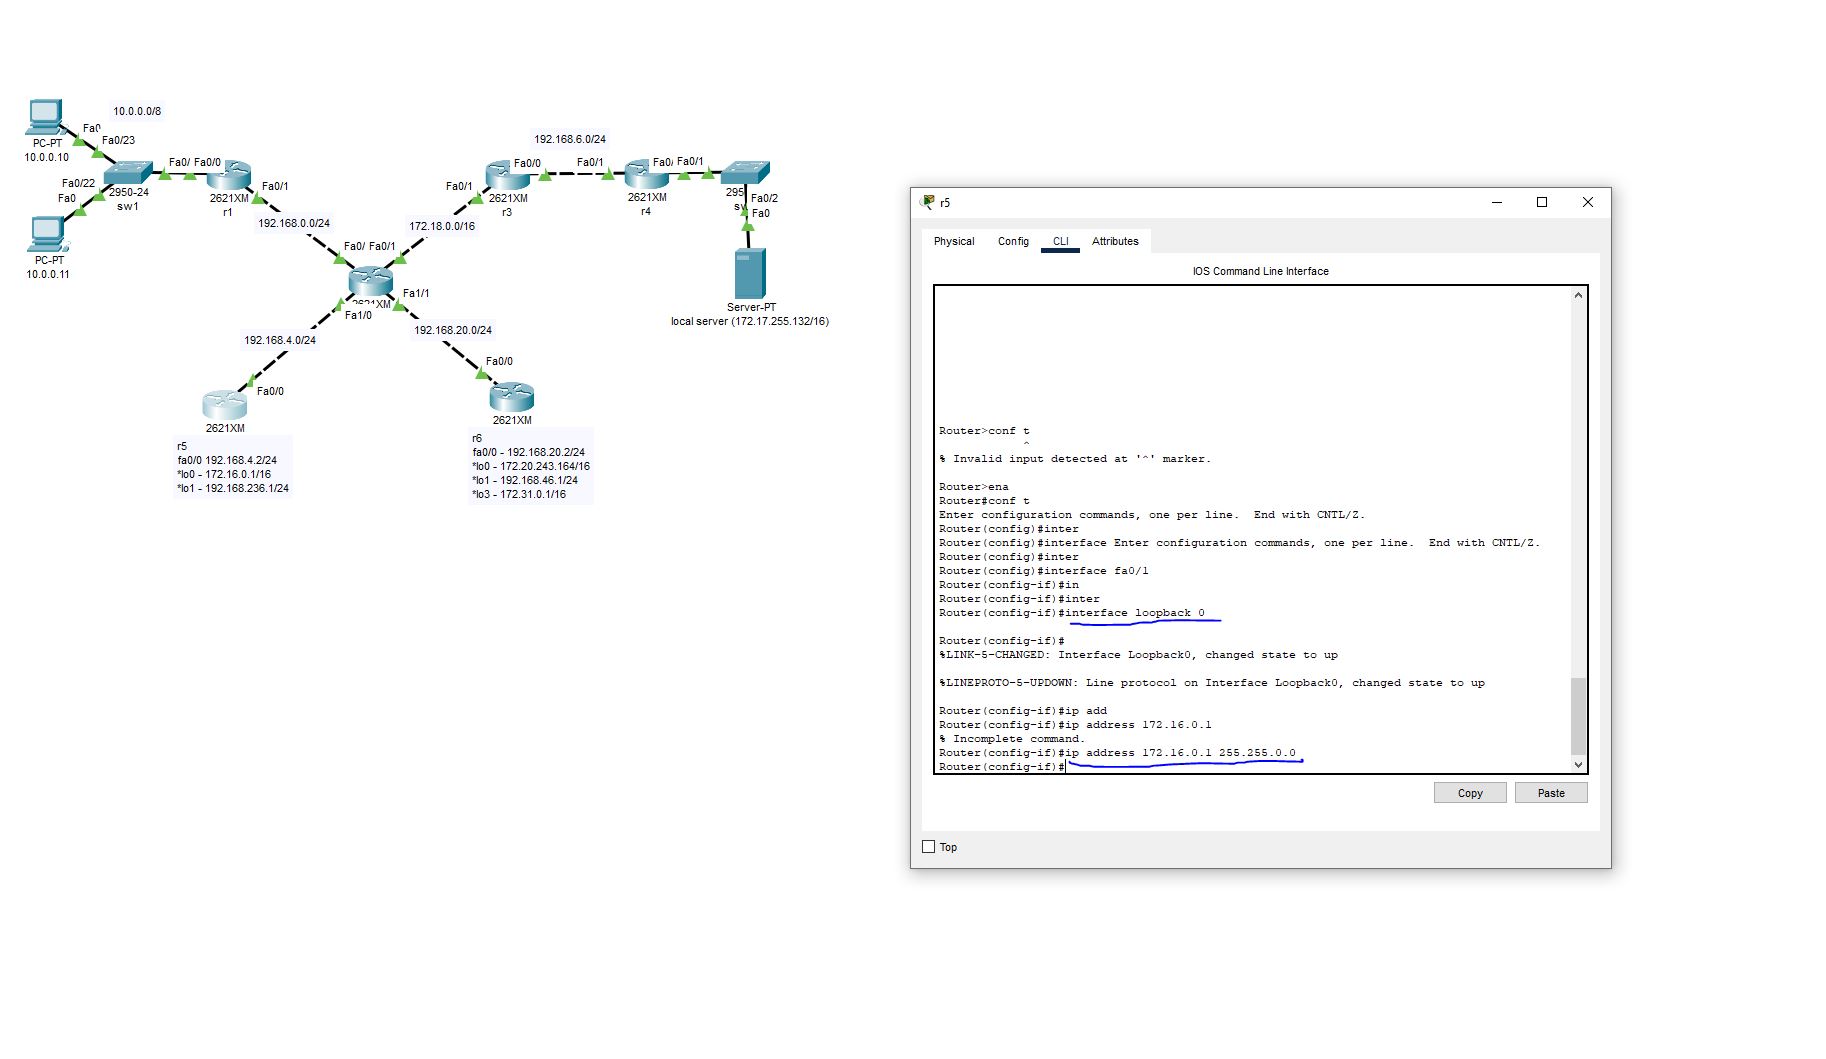 10.0.0.0/8
Fa0
Fa0/23
PC-PT
10.0.0.10
Fa0/ Fa0/0
Fa0/22
Fa0
2950-24
sw1
2621XM
r1
Fa0/1
PC-PT
10.0.0.11
192.168.0.0/24
192.168.6.0/24
Fa0/0
Fa0/1
Fa0/ Fa0/1
Fa0/1
2621XM
r3
2621XM
r4
295
Fa0/2
Fa0
172.18.0.0/16
Fa0/ Fa0/1
Fa1/1
2621XM
Fa1/0
192.168.20.0/24
192.168.4.0/24
Server-PT
local server (172.17.255.132/16)
Fa0/0
Fa0/0
2621XM
2621XM
r5
fa0/0 192.168.4.2/24
*lo0 - 172.16.0.1/16
*lo1 - 192.168.236.1/24
r6
fa0/0 - 192.168.20.2/24
*lo0 - 172.20.243.164/16
*lo1 - 192.168.46.1/24
*lo3 - 172.31.0.1/16
r5
Physical Config CLI Attributes
IOS Command Line Interface
Router>conf t
^
% Invalid input detected at '^' marker.
Router>ena
Router#conf t
Enter configuration commands, one per line.  End with CNTL/Z.
Router(config)#inter
Router(config)#interface Enter configuration commands, one per line.  End with CNTL/Z.
Router(config)#inter
Router(config)#interface fa0/1
Router(config-if)#in
Router(config-if)#inter
Router(config-if)#interface loopback 0
Router(config-if)#
%LINK-5-CHANGED: Interface Loopback0, changed state to up
%LINEPROTO-5-UPDOWN: Line protocol on Interface Loopback0, changed state to up
Router(config-if)#ip add
Router(config-if)#ip address 172.16.0.1
% Incomplete command.
Router(config-if)#ip address 172.16.0.1 255.255.0.0
Router(config-if)#
Copy Paste
Top